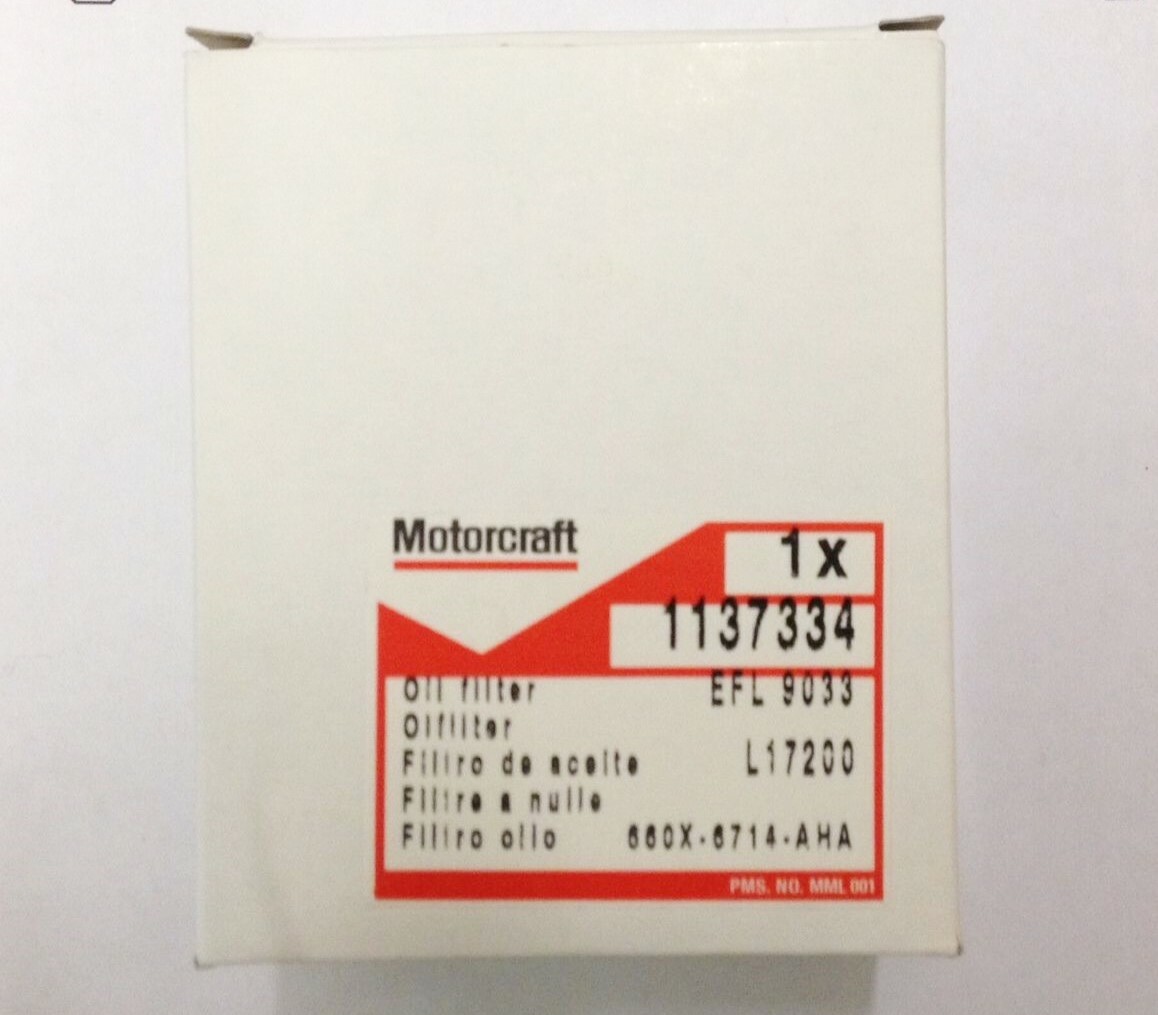 Motorcraft
1x
1137334
Oil filter EFL 9033
Olfilter
Filtro de aceite L17200
Filtre a huile
Filtro olio 660X-6714-AHA
PMS. NO. MML 001